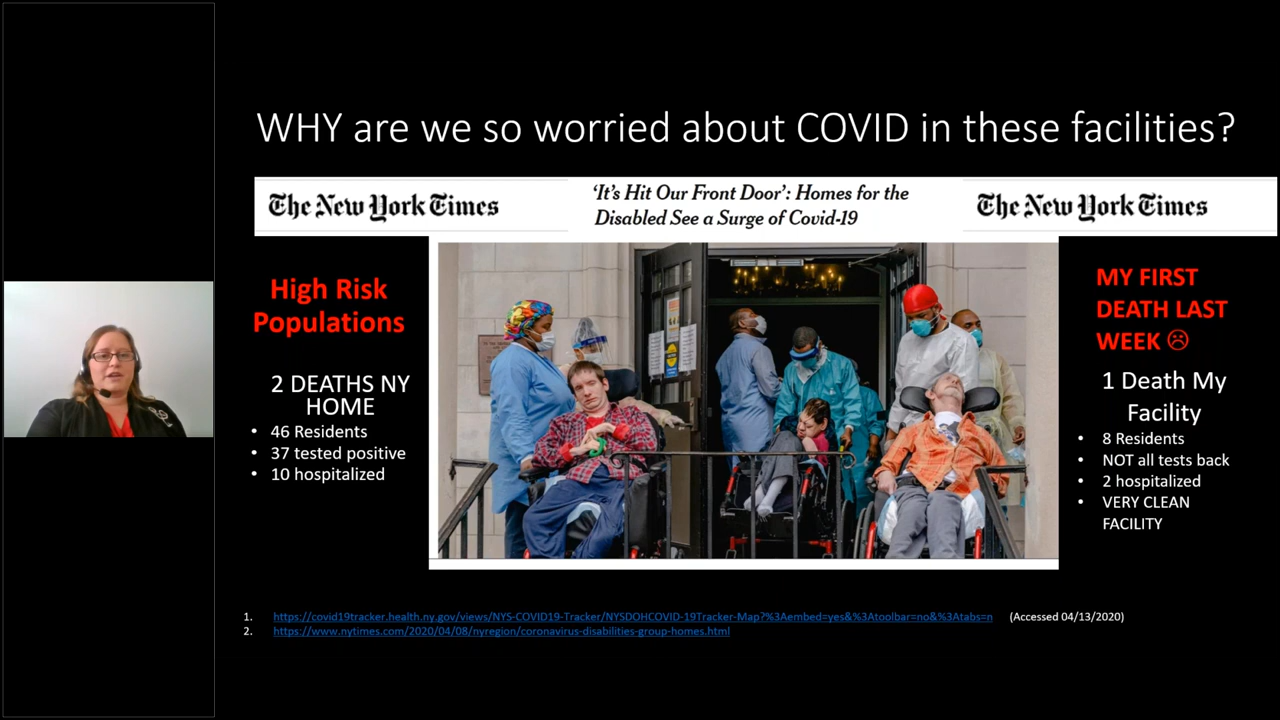 WHY are we so worried about COVID in these facilities?
The New York Times
'It's Hit Our Front Door': Homes for the
Disabled See a Surge of Covid-19
The New York Times
High Risk
Populations
2 DEATHS NY
HOME
• 46 Residents
• 37 tested positive
• 10 hospitalized
MY FIRST
DEATH LAST
WEEK ☹
1 Death My
Facility
• 8 Residents
• NOT all tests back
• 2 hospitalized
• VERY CLEAN
FACILITY
1. https://covid19tracker.health.ny.gov/views/NYS-COVID19-Tracker/NYSDOHCOVID-19Tracker-Map?%3Aembed=yes&%3Atoolbar=no&%3Atabs=n (Accessed 04/13/2020)
2. https://www.nytimes.com/2020/04/08/nyregion/coronavirus-disabilities-group-homes.html